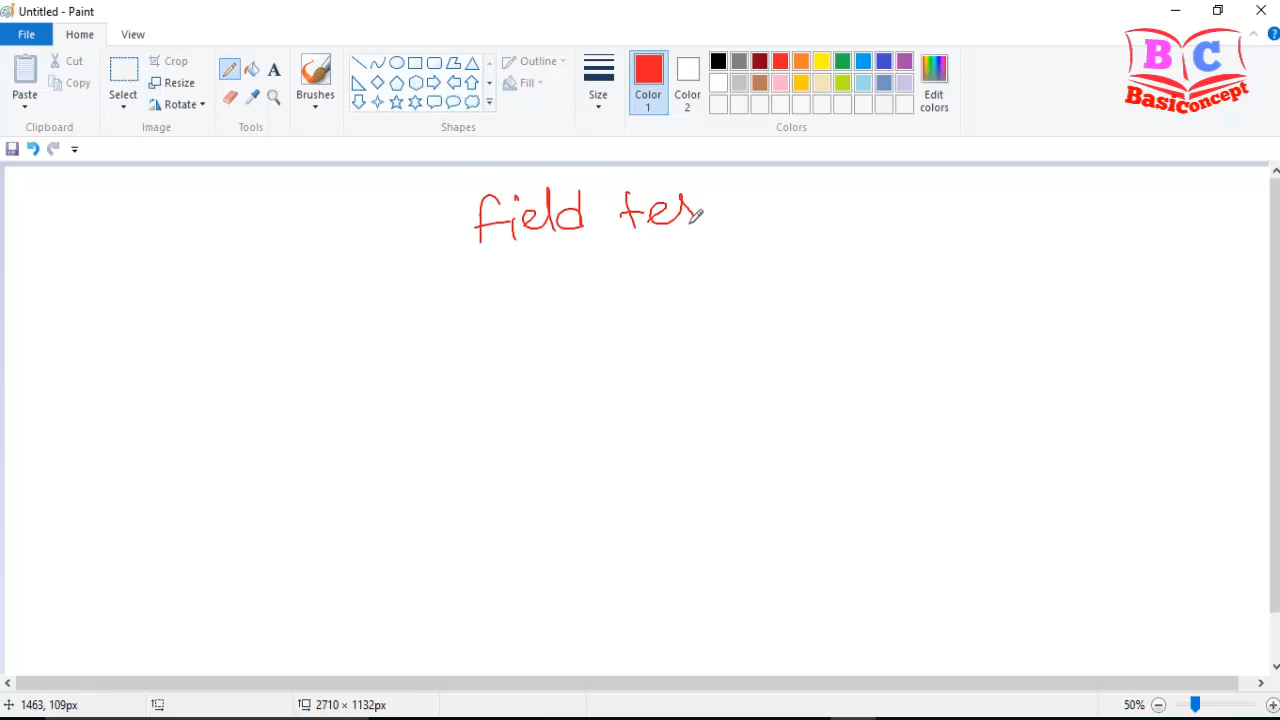 Untitled - Paint
File Home View
Paste
Cut
Copy
Clipboard
Select
Crop
Resize
Rotate
Image
Tools
Brushes
Shapes
Outline
Fill
Size
Color 1
Color 2
Edit colors
Colors
B C
BasiConcept
field tes
1463, 109px
2710 × 1132px
50%